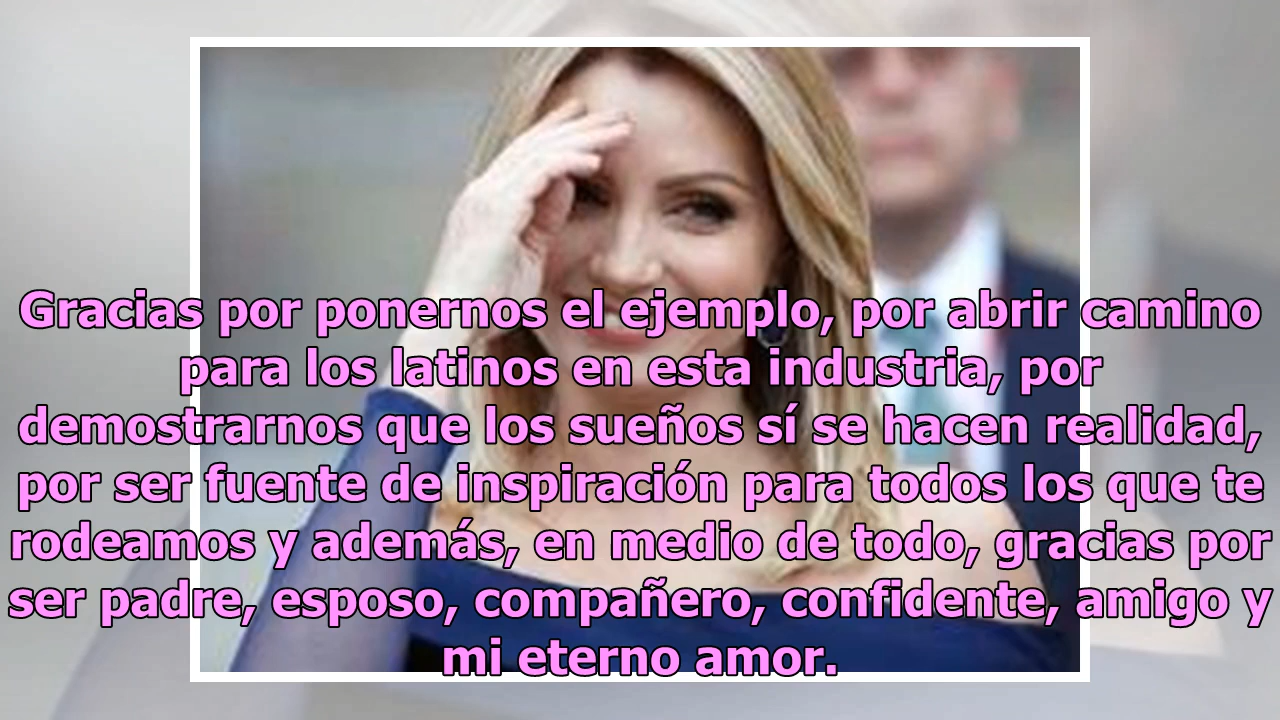 Gracias por ponernos el ejemplo, por abrir camino
para los latinos en esta industria, por
demostrarnos que los sueños sí se hacen realidad,
por ser fuente de inspiración para todos los que te
rodeamos y además, en medio de todo, gracias por
ser padre, esposo, compañero, confidente, amigo y
mi eterno amor.